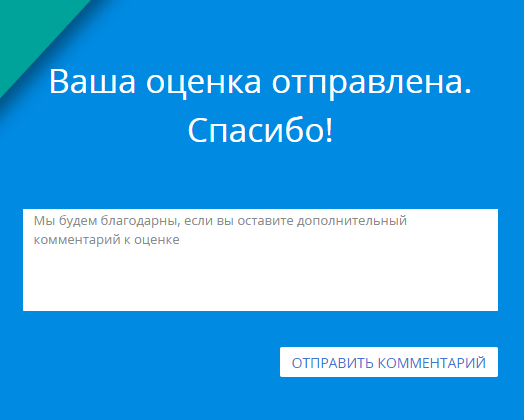 Ваша оценка отправлена.
Спасибо!
Мы будем благодарны, если вы оставите дополнительный
комментарий к оценке
ОТПРАВИТЬ КОММЕНТАРИЙ